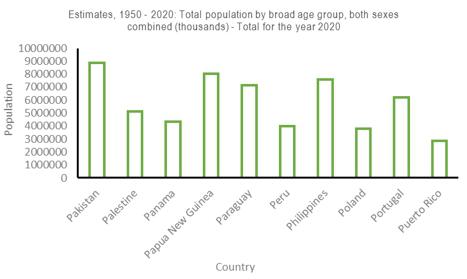 Estimates, 1950 - 2020: Total population by broad age group, both sexes
combined (thousands) - Total for the year 2020
10000000
9000000
8000000
7000000
6000000
5000000
4000000
3000000
2000000
1000000
0
Population
Pakistan
Palestine
Panama
Papua New Guinea
Paraguay
Peru
Philippines
Poland
Portugal
Puerto Rico
Country